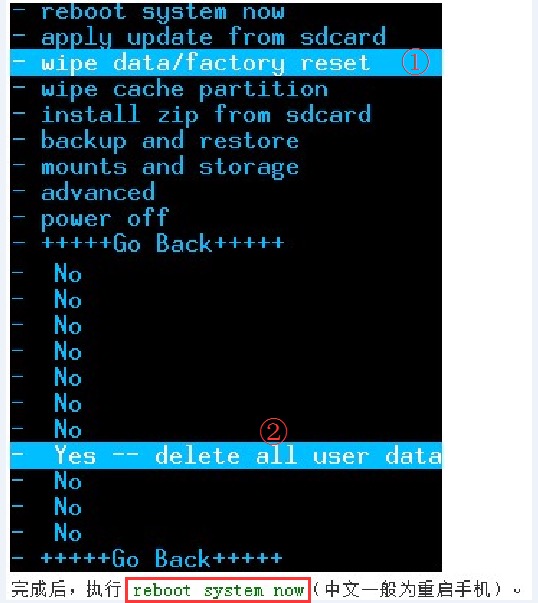 - reboot system now
- apply update from sdcard
- wipe data/factory reset ①
- wipe cache partition
- install zip from sdcard
- backup and restore
- mounts and storage
- advanced
- power off
- +++++Go Back+++++
- No
- No
- No
- No
- No
- No
- No
②
- Yes -- delete all user data
- No
- No
- No
- +++++Go Back+++++
完成后，执行 reboot system now（中文一般为重启手机）。